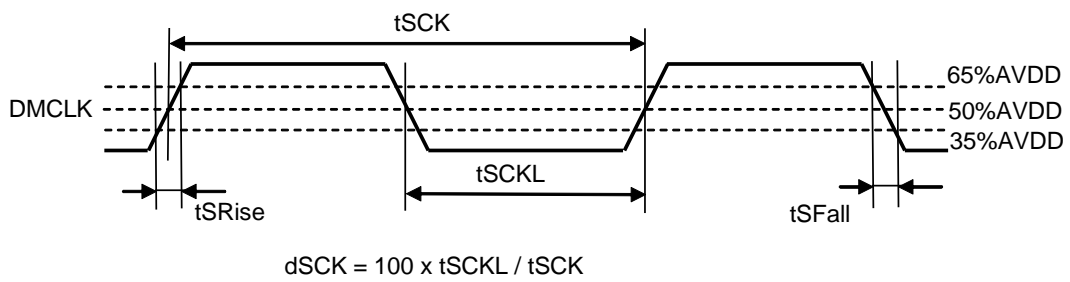 tSCK
65%AVDD
DMCLK
50%AVDD
35%AVDD
tSCKL
tSRise
tSFall
dSCK = 100 x tSCKL / tSCK